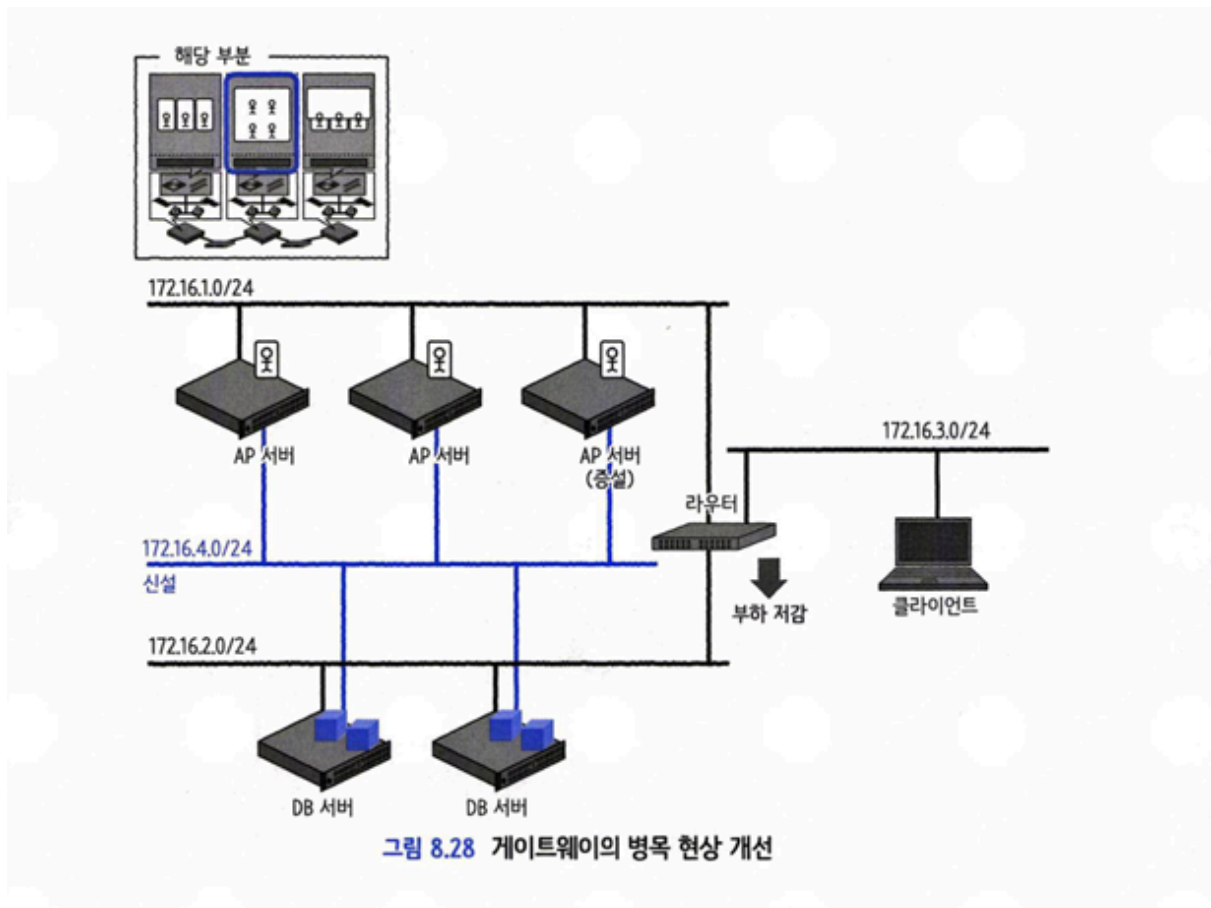 해당 부분
172.16.1.0/24
AP 서버
AP 서버
AP 서버
(증설)
172.16.3.0/24
라우터
172.16.4.0/24
신설
부하 저감
클라이언트
172.16.2.0/24
DB 서버
DB 서버
그림 8.28 게이트웨이의 병목 현상 개선